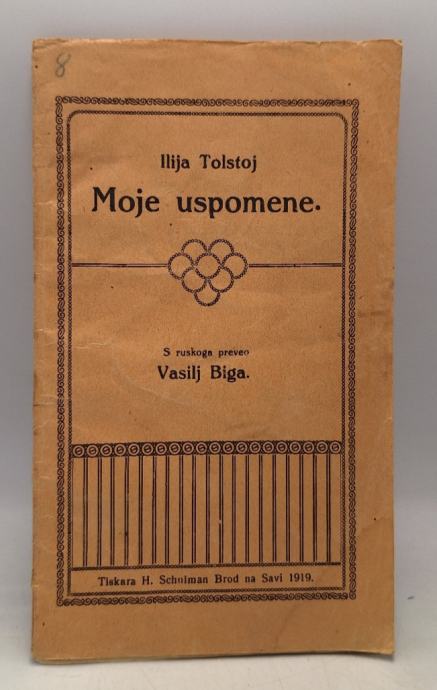 8
Ilija Tolstoj
Moje uspomene.
S ruskoga preveo
Vasilj Biga.
Tiskara H. Schulman Brod na Savi 1919.